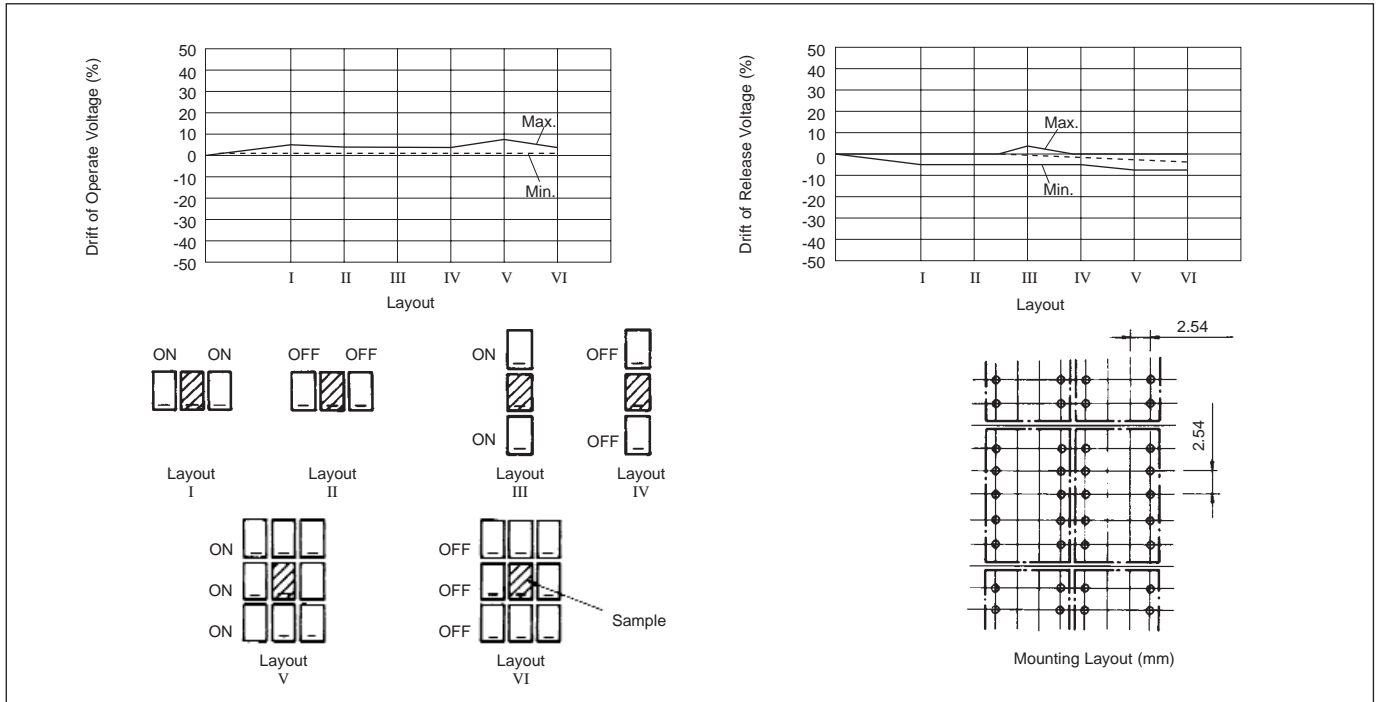 Drift of Operate Voltage (%)
50
40
30
20
10
0
-10
-20
-30
-40
-50
Max.
Min.
I II III IV V VI
Layout
Drift of Release Voltage (%)
50
40
30
20
10
0
-10
-20
-30
-40
-50
Max.
Min.
I II III IV V VI
Layout
ON ON
Layout
I
OFF OFF
Layout
II
ON
ON
Layout
III
OFF
OFF
Layout
IV
ON
ON
ON
Layout
V
OFF
OFF
OFF
Sample
Layout
VI
2.54
2.54
Mounting Layout (mm)